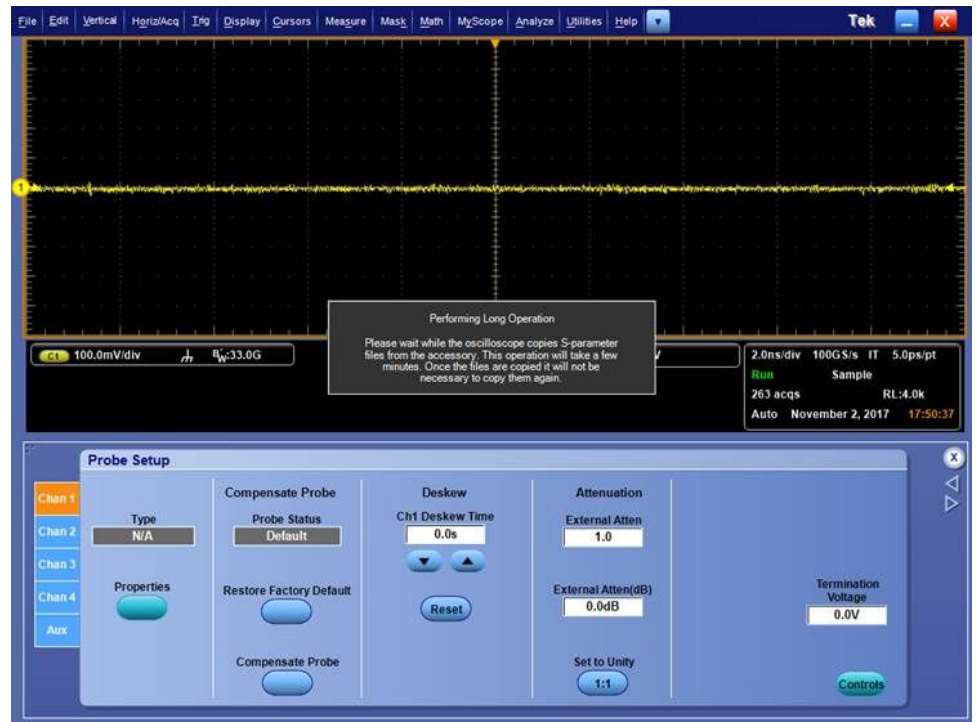 File Edit Vertical Horiz/Acq Trig Display Cursors Measure Mask Math MyScope Analyze Utilities Help Tek X
1
Performing Long Operation
Please wait while the oscilloscope copies S-parameter
files from the accessory. This operation will take a few
minutes. Once the files are copied it will not be
necessary to copy them again.
C1 100.0mV/div BW:33.0G
V
2.0ns/div 100GS/s IT 5.0ps/pt
Run Sample
263 acqs RL:4.0k
Auto November 2, 2017 17:50:37
Probe Setup
x
Chan 1
Chan 2
Chan 3
Chan 4
Aux
Type
N/A
Properties
Compensate Probe
Probe Status
Default
Restore Factory Default
Compensate Probe
Deskew
Ch1 Deskew Time
0.0s
Reset
Attenuation
External Atten
1.0
External Atten(dB)
0.0dB
Set to Unity
1:1
Termination
Voltage
0.0V
Controls